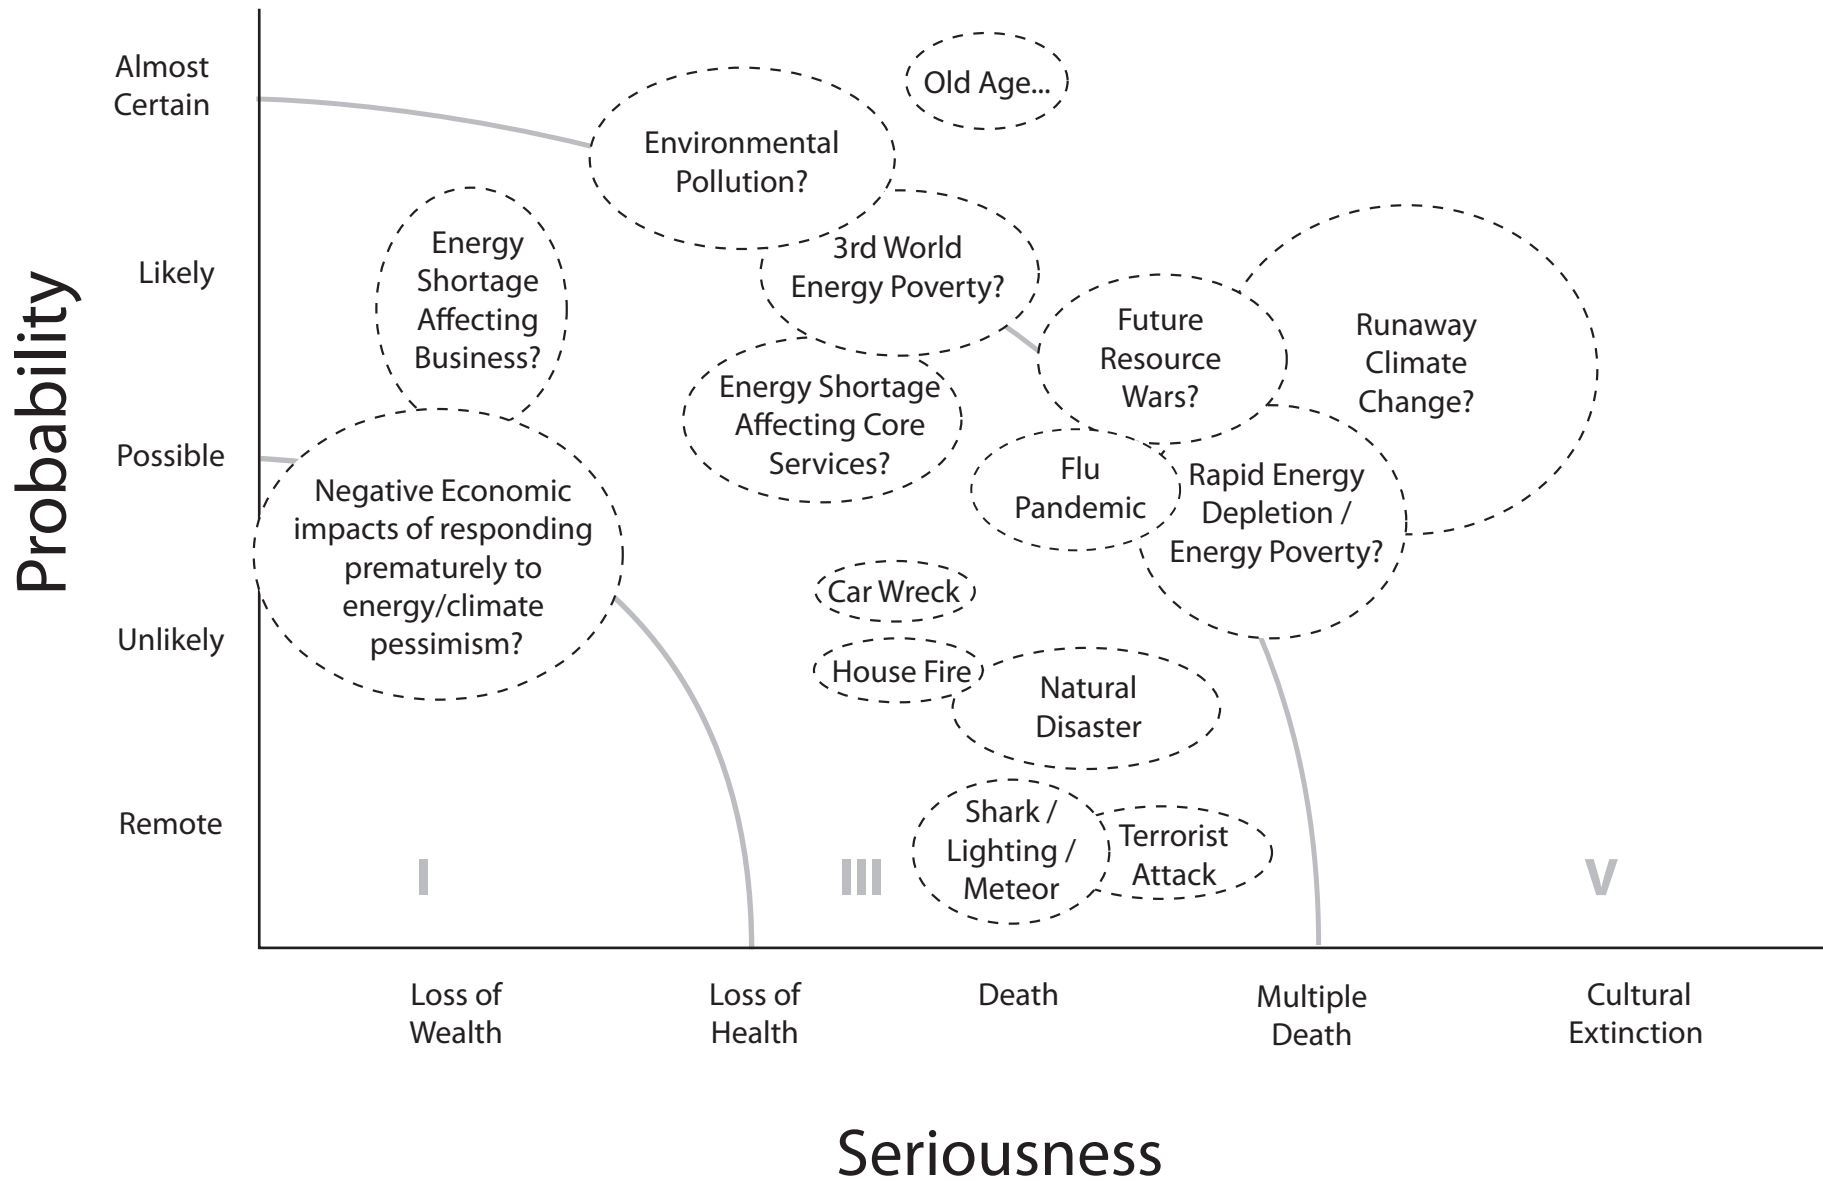 Probability
Almost
Certain
Likely
Possible
Unlikely
Remote
Old Age...
Environmental
Pollution?
Energy
Shortage
Affecting
Business?
3rd World
Energy Poverty?
Future
Resource
Wars?
Runaway
Climate
Change?
Energy Shortage
Affecting Core
Services?
Flu
Pandemic
Rapid Energy
Depletion /
Energy Poverty?
Negative Economic
impacts of responding
prematurely to
energy/climate
pessimism?
Car Wreck
House Fire
Natural
Disaster
Shark /
Lighting /
Meteor
Terrorist
Attack
I
III
V
Loss of
Wealth
Loss of
Health
Death
Multiple
Death
Cultural
Extinction
Seriousness